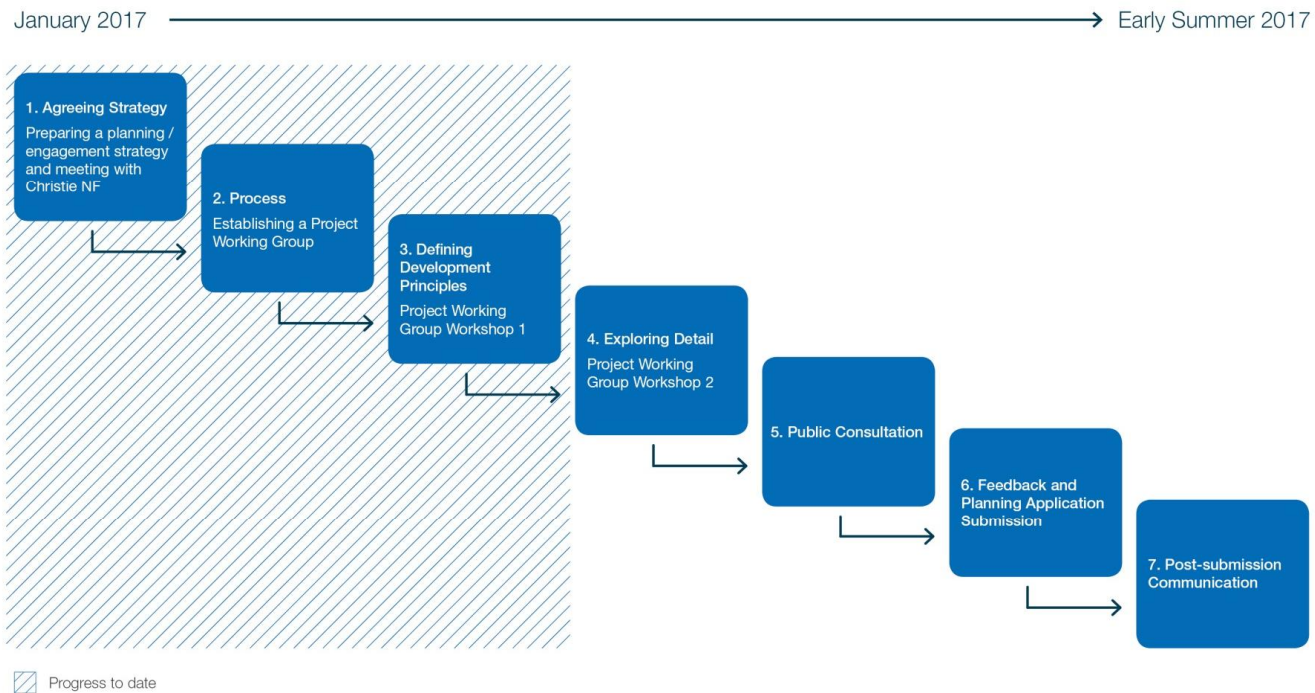 January 2017
Early Summer 2017
1. Agreeing Strategy
Preparing a planning /
engagement strategy
and meeting with
Christie NF
2. Process
Establishing a Project
Working Group
3. Defining
Development
Principles
Project Working
Group Workshop 1
4. Exploring Detail
Project Working
Group Workshop 2
5. Public Consultation
6. Feedback and
Planning Application
Submission
7. Post-submission
Communication
Progress to date